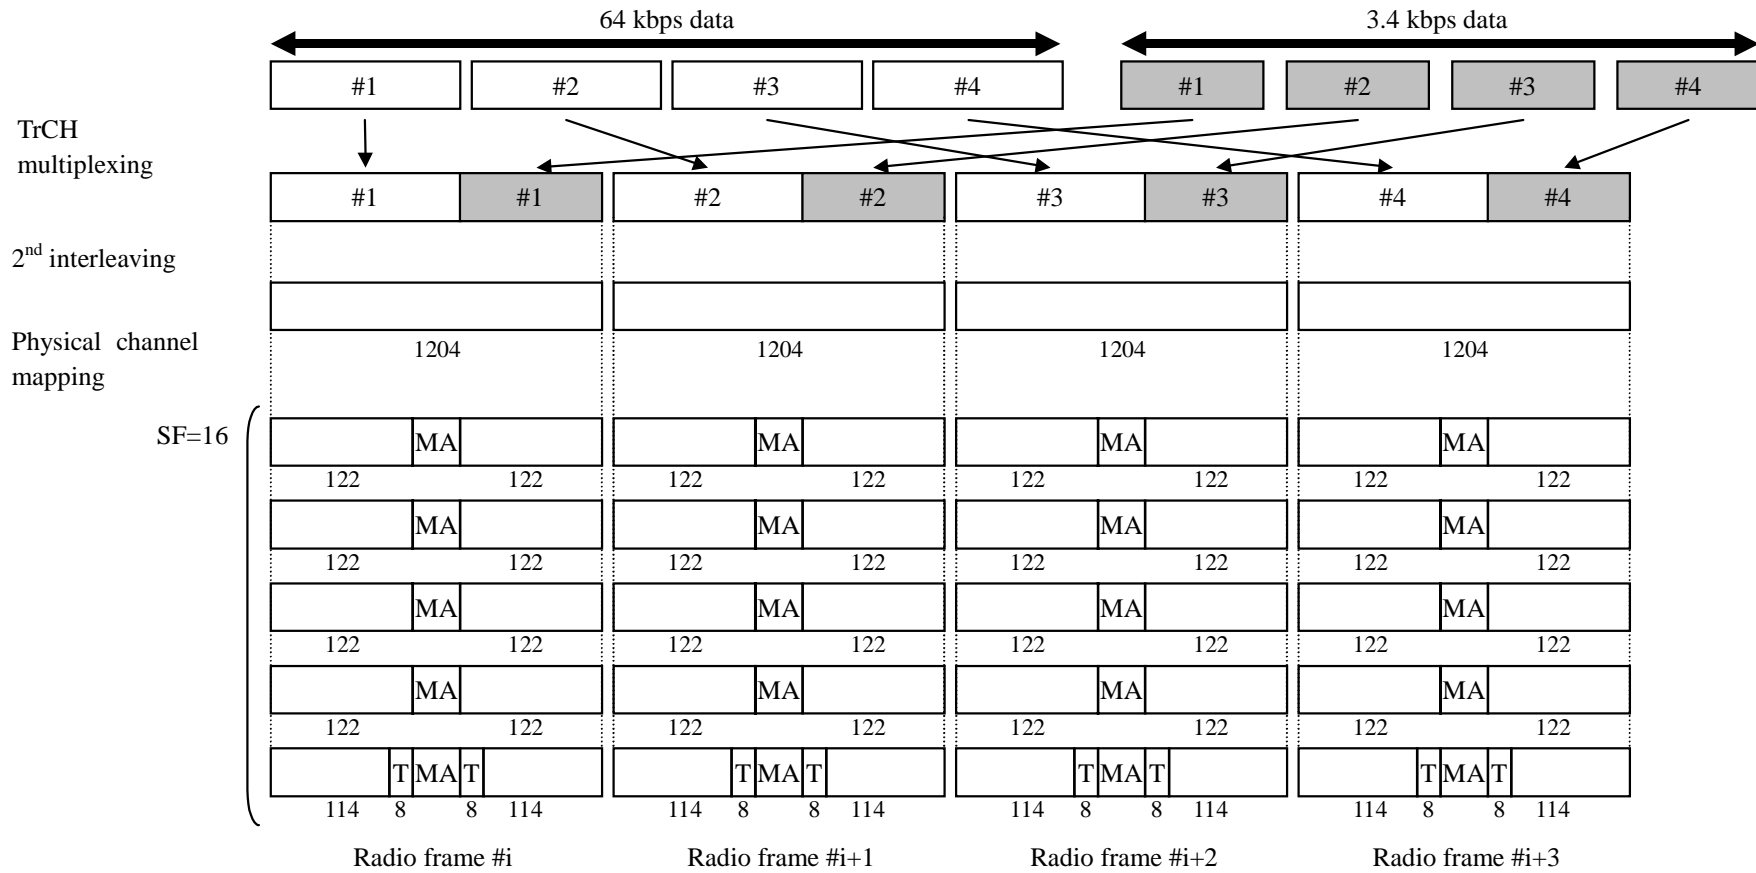 64 kbps data 3.4 kbps data
#1 #2 #3 #4 #1 #2 #3 #4
TrCH
multiplexing
#1 #1 #2 #2 #3 #3 #4 #4
2nd interleaving
Physical channel
mapping
1204 1204 1204 1204
SF=16
MA MA MA MA
122 122 122 122 122 122 122 122
MA MA MA MA
122 122 122 122 122 122 122 122
MA MA MA MA
122 122 122 122 122 122 122 122
MA MA MA MA
122 122 122 122 122 122 122 122
T MA T T MA T T MA T T MA T
114 8 8 114 114 8 8 114 114 8 8 114 114 8 8 114
Radio frame #i Radio frame #i+1 Radio frame #i+2 Radio frame #i+3